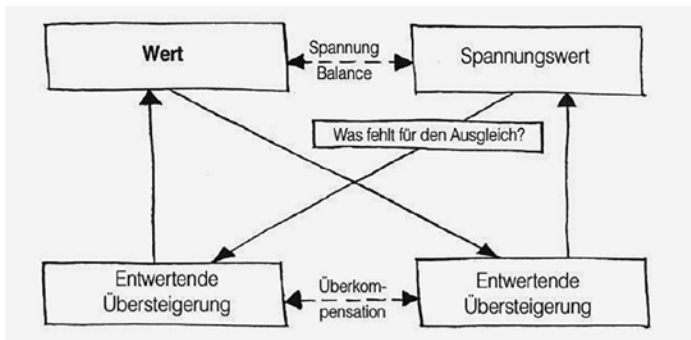 Wert
Spannung
Balance
Spannungswert
Was fehlt für den Ausgleich?
Entwertende
Übersteigerung
Überkom-
pensation
Entwertende
Übersteigerung